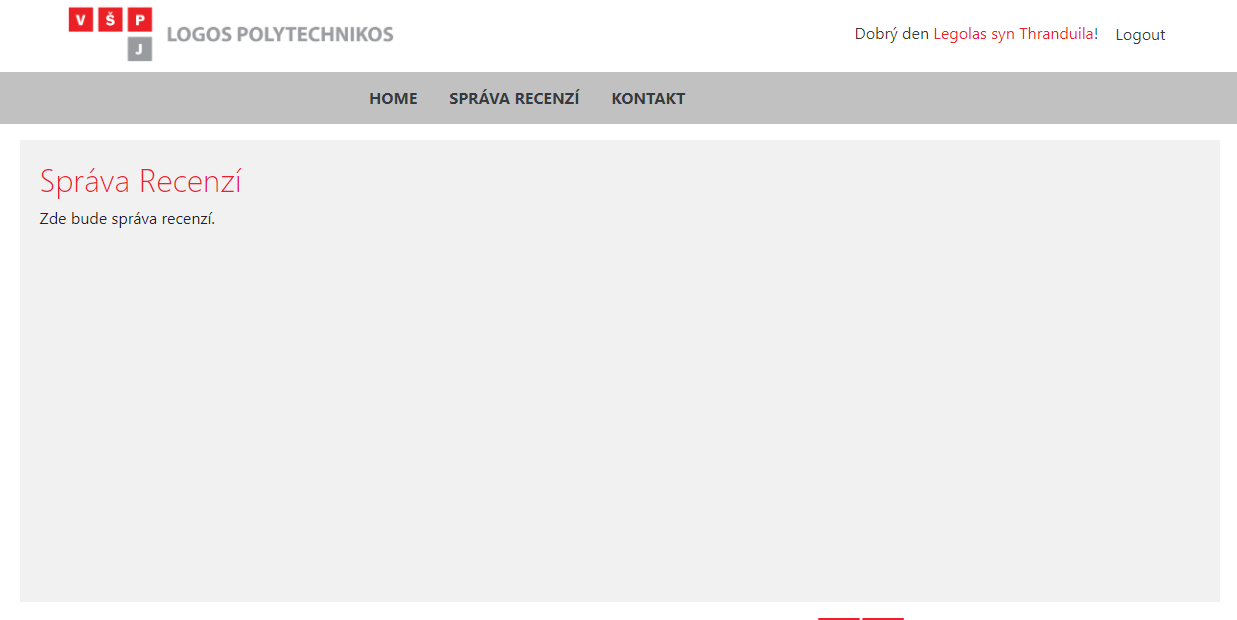 V Š P
J
LOGOS POLYTECHNIKOS
Dobrý den Legolas syn Thranduila! Logout
HOME SPRÁVA RECENZÍ KONTAKT
Správa Recenzí
Zde bude správa recenzí.